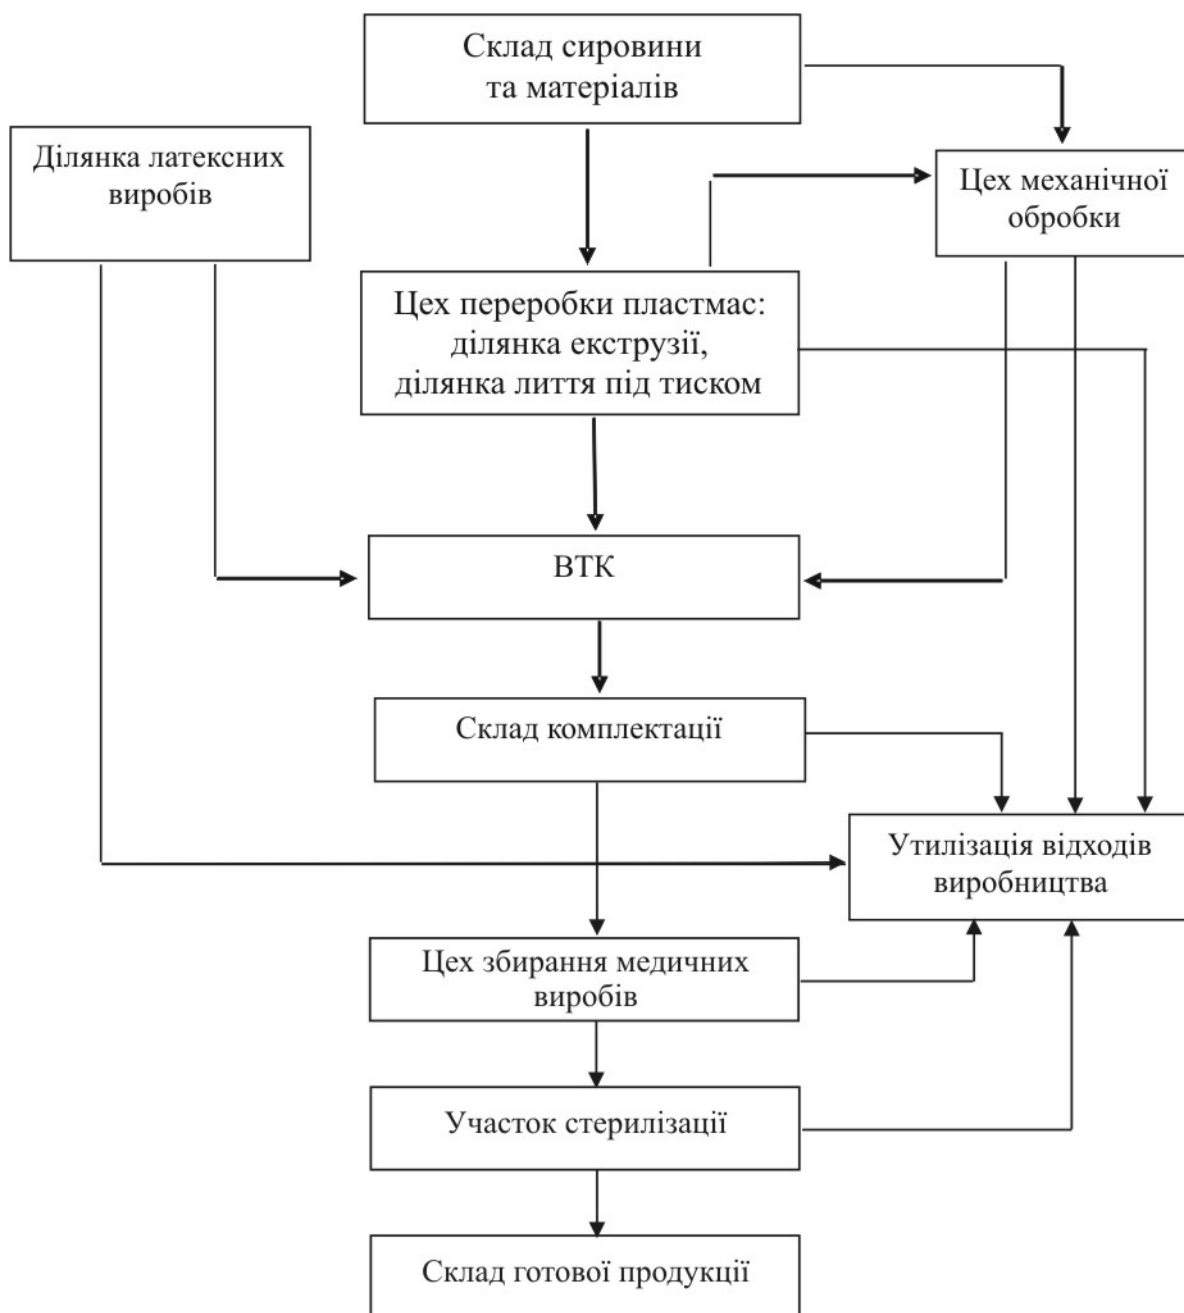 Склад сировини
та матеріалів
Ділянка латексних
виробів
Цех механічної
обробки
Цех переробки пластмас:
ділянка екструзії,
ділянка лиття під тиском
ВТК
Склад комплектації
Утилізація відходів
виробництва
Цех збирання медичних
виробів
Участок стерилізації
Склад готової продукції